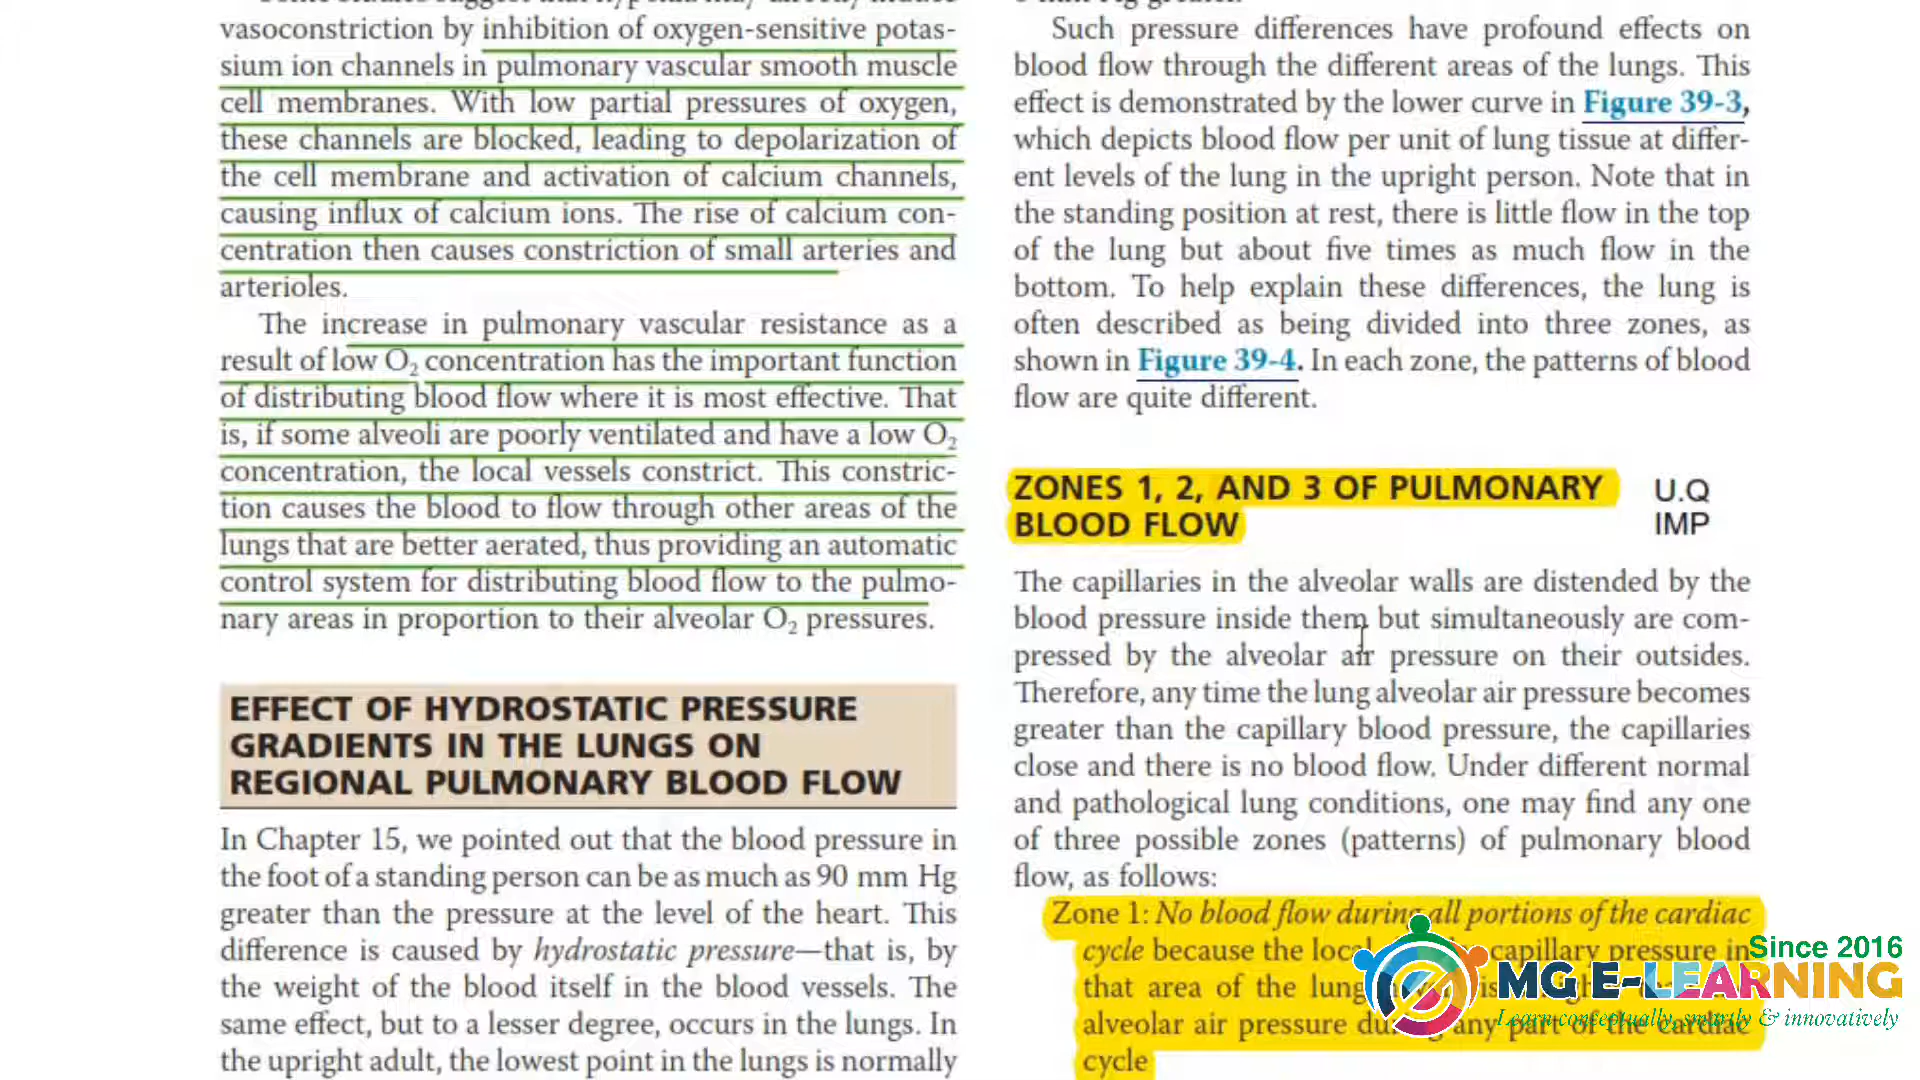 vasoconstriction by inhibition of oxygen-sensitive potas-
sium ion channels in pulmonary vascular smooth muscle
cell membranes. With low partial pressures of oxygen,
these channels are blocked, leading to depolarization of
the cell membrane and activation of calcium channels,
causing influx of calcium ions. The rise of calcium con-
centration then causes constriction of small arteries and
arterioles.
The increase in pulmonary vascular resistance as a
result of low O₂ concentration has the important function
of distributing blood flow where it is most effective. That
is, if some alveoli are poorly ventilated and have a low O₂
concentration, the local vessels constrict. This constric-
tion causes the blood to flow through other areas of the
lungs that are better aerated, thus providing an automatic
control system for distributing blood flow to the pulmo-
nary areas in proportion to their alveolar O₂ pressures.
EFFECT OF HYDROSTATIC PRESSURE
GRADIENTS IN THE LUNGS ON
REGIONAL PULMONARY BLOOD FLOW
In Chapter 15, we pointed out that the blood pressure in
the foot of a standing person can be as much as 90 mm Hg
greater than the pressure at the level of the heart. This
difference is caused by hydrostatic pressure—that is, by
the weight of the blood itself in the blood vessels. The
same effect, but to a lesser degree, occurs in the lungs. In
the upright adult, the lowest point in the lungs is normally
Such pressure differences have profound effects on
blood flow through the different areas of the lungs. This
effect is demonstrated by the lower curve in Figure 39-3,
which depicts blood flow per unit of lung tissue at differ-
ent levels of the lung in the upright person. Note that in
the standing position at rest, there is little flow in the top
of the lung but about five times as much flow in the
bottom. To help explain these differences, the lung is
often described as being divided into three zones, as
shown in Figure 39-4. In each zone, the patterns of blood
flow are quite different.
ZONES 1, 2, AND 3 OF PULMONARY
BLOOD FLOW
U.Q
IMP
The capillaries in the alveolar walls are distended by the
blood pressure inside them but simultaneously are com-
pressed by the alveolar air pressure on their outsides.
Therefore, any time the lung alveolar air pressure becomes
greater than the capillary blood pressure, the capillaries
close and there is no blood flow. Under different normal
and pathological lung conditions, one may find any one
of three possible zones (patterns) of pulmonary blood
flow, as follows:
Zone 1: No blood flow during all portions of the cardiac
cycle because the local capillary pressure in
that area of the lung
alveolar air pressure any part of the cardiac
cycle
Since 2016
MG E-LEARNING
Learn conceptually, smartly & innovatively